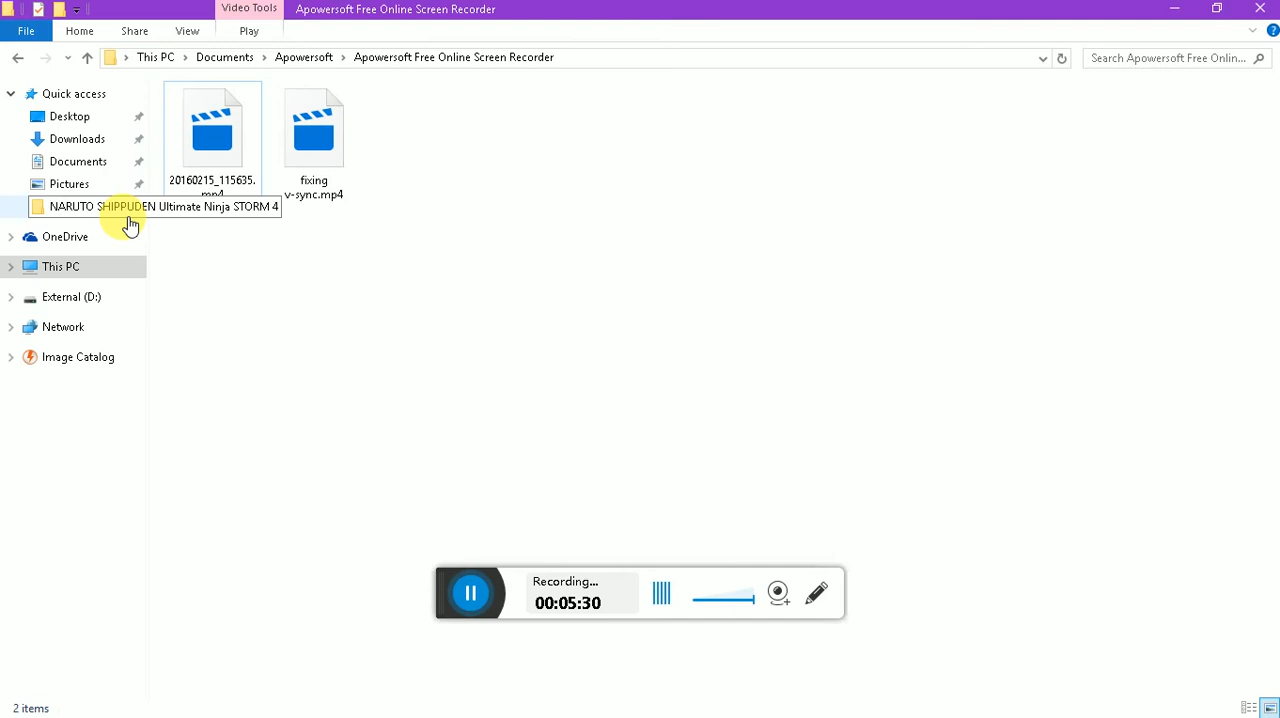 Video Tools
Apowersoft Free Online Screen Recorder
File
Home
Share
View
Play
This PC
Documents
Apowersoft
Apowersoft Free Online Screen Recorder
Search Apowersoft Free Onlin...
Quick access
Desktop
Downloads
Documents
Pictures
NARUTO SHIPPUDEN Ultimate Ninja STORM 4
OneDrive
This PC
External (D:)
Network
Image Catalog
20160215_115635.
mp4
fixing
v-sync.mp4
Recording...
00:05:30
2 items